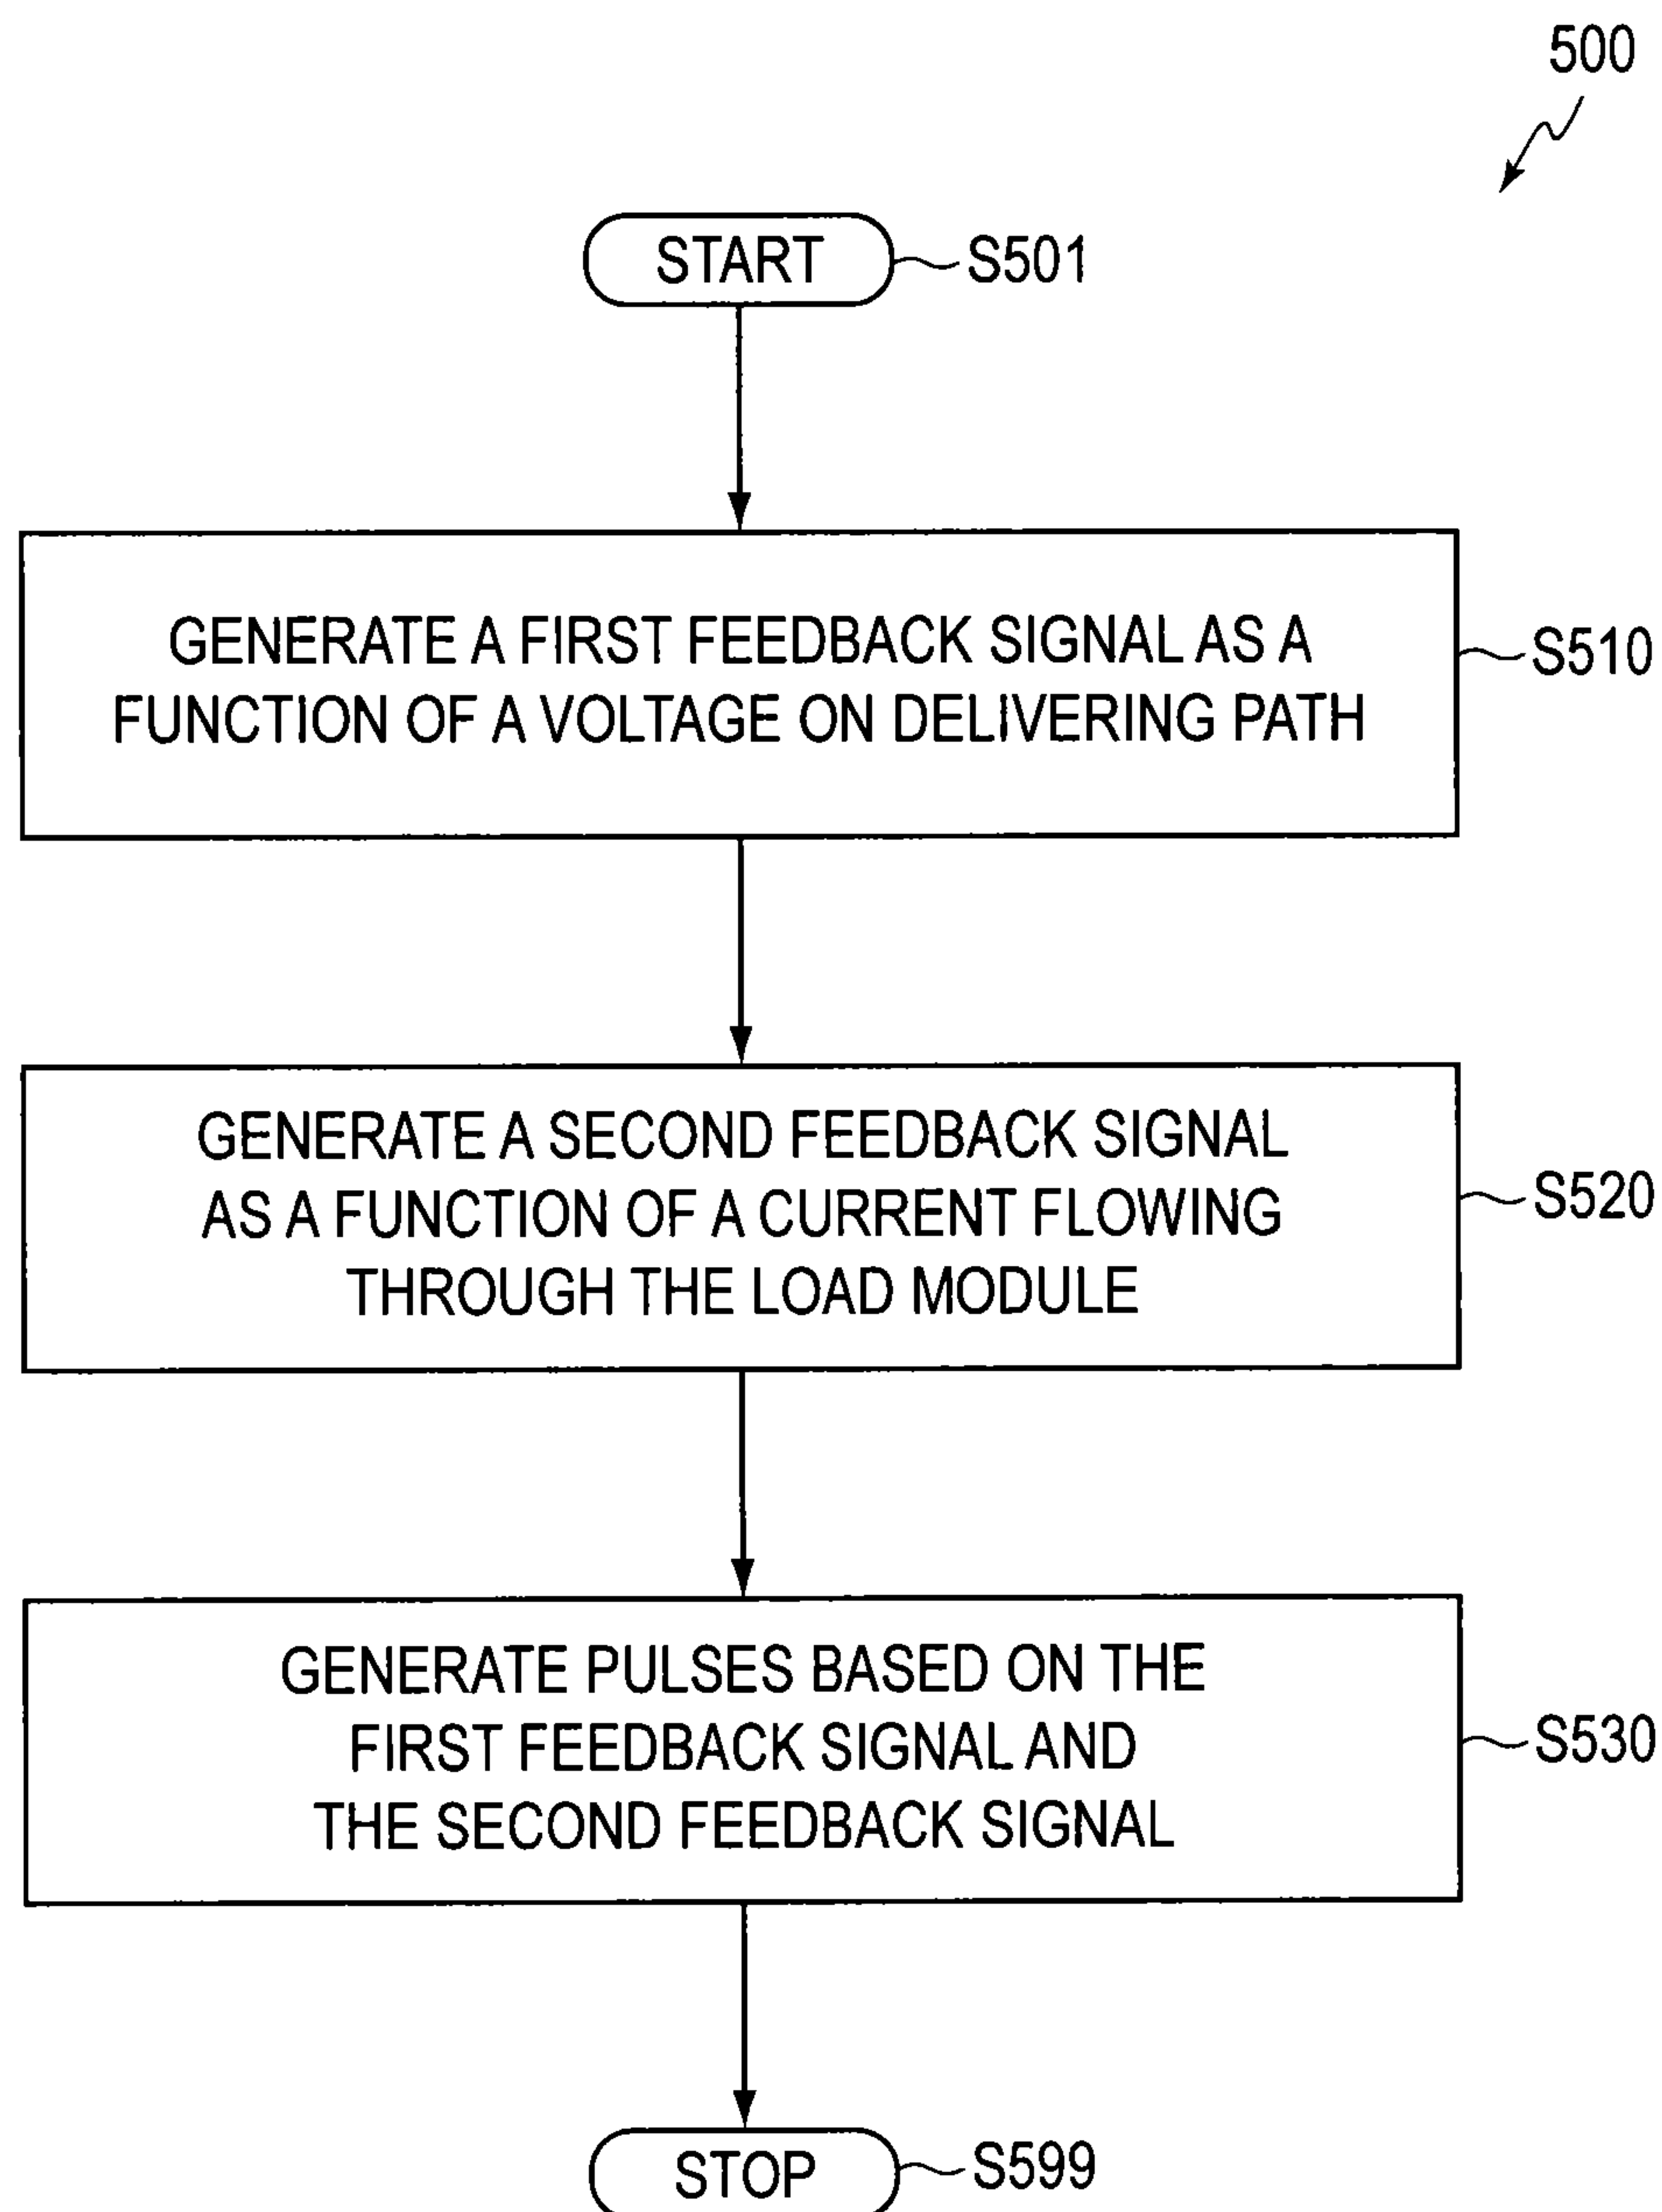 500
START
S501
GENERATE A FIRST FEEDBACK SIGNAL AS A
FUNCTION OF A VOLTAGE ON DELIVERING PATH
S510
GENERATE A SECOND FEEDBACK SIGNAL
AS A FUNCTION OF A CURRENT FLOWING
THROUGH THE LOAD MODULE
S520
GENERATE PULSES BASED ON THE
FIRST FEEDBACK SIGNAL AND
THE SECOND FEEDBACK SIGNAL
S530
STOP
S599